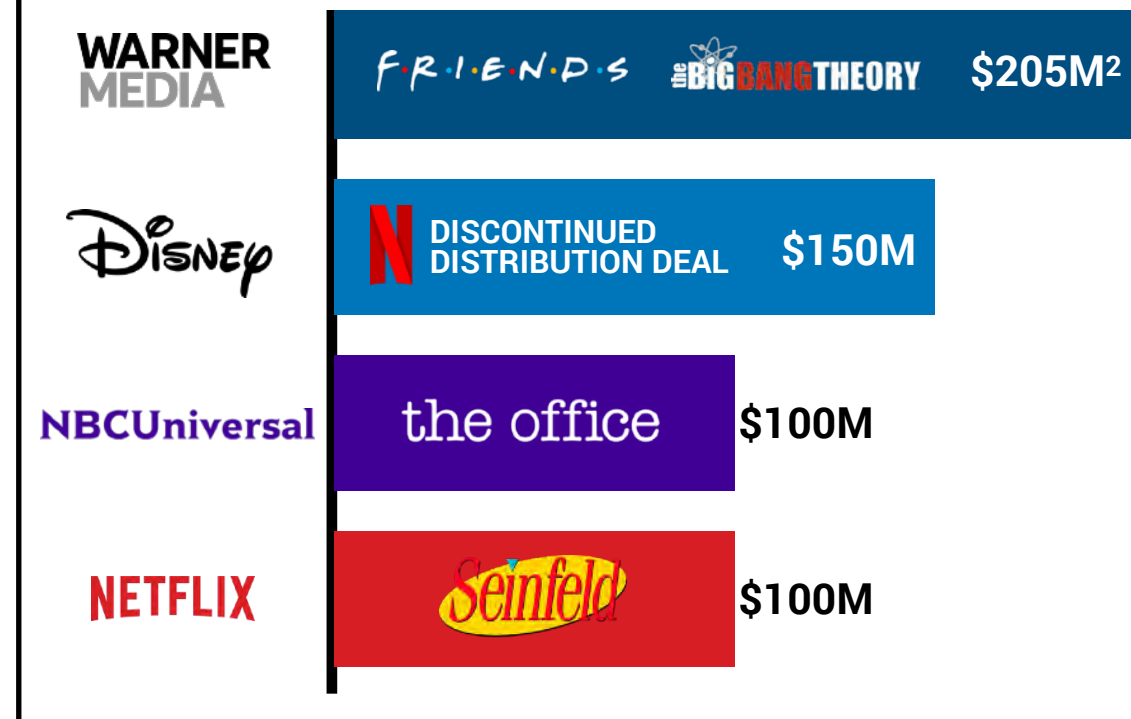 WARNER
MEDIA
F·R·I·E·N·D·S
the BIG BANG THEORY
$205M²
DISNEY
N
DISCONTINUED
DISTRIBUTION DEAL
$150M
NBCUniversal
the office
$100M
NETFLIX
Seinfeld
$100M